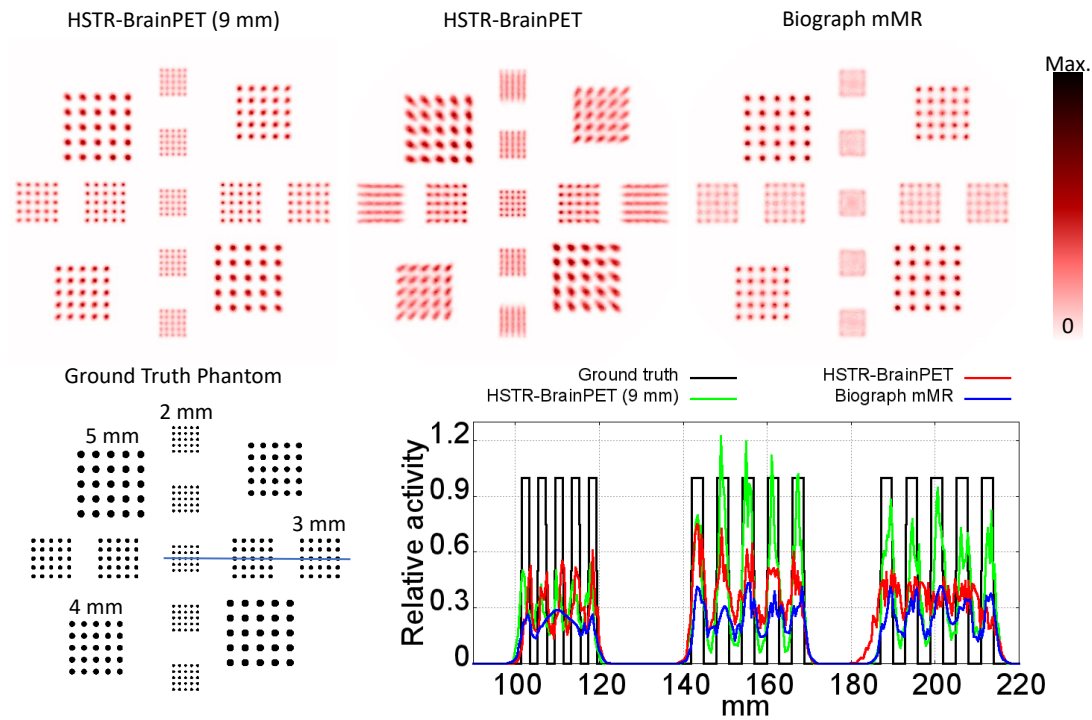 HSTR-BrainPET (9 mm)
HSTR-BrainPET
Biograph mMR
Max.
0
Ground Truth Phantom
2 mm
5 mm
3 mm
4 mm
Ground truth
HSTR-BrainPET
HSTR-BrainPET (9 mm)
Biograph mMR
Relative activity
1.2
0.9
0.6
0.3
0
100 120 140 160 180 200 220
mm